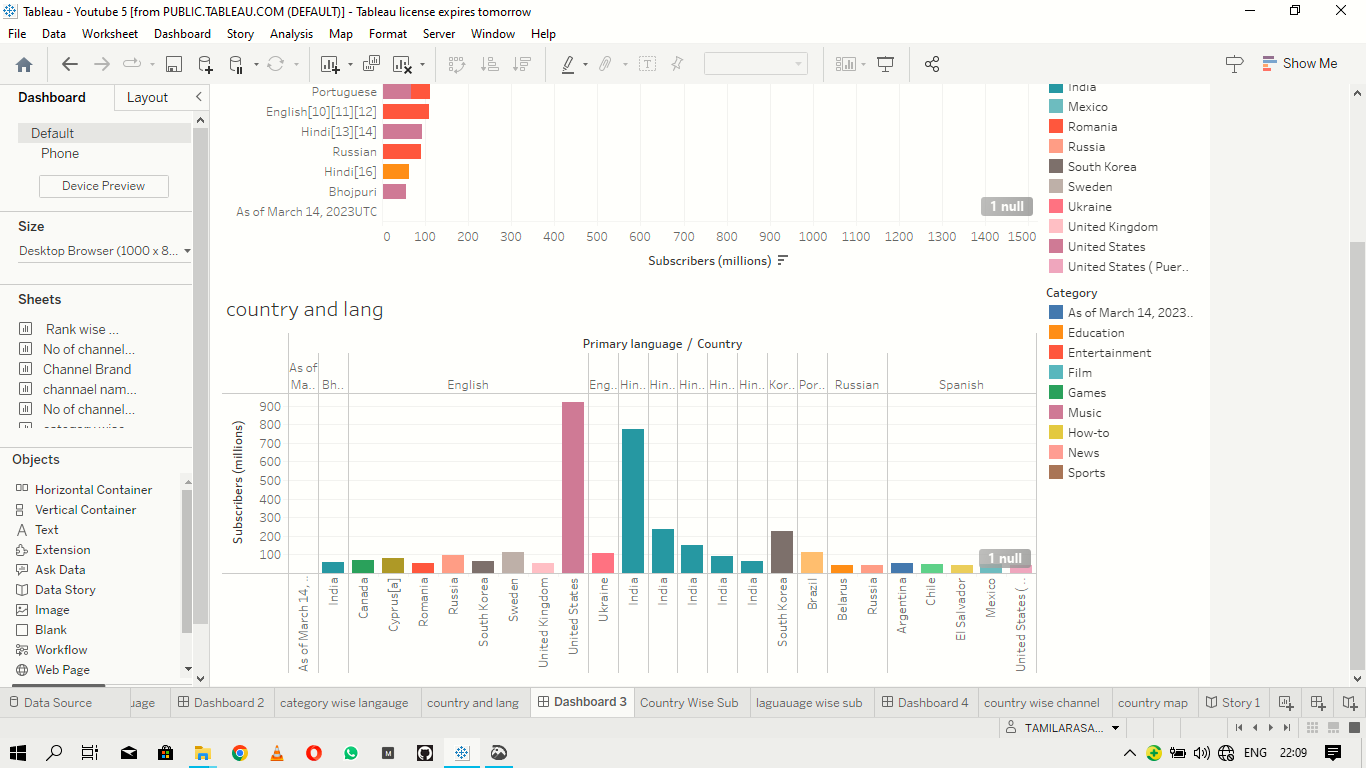 Tableau - Youtube 5 [from PUBLIC.TABLEAU.COM (DEFAULT)] - Tableau license expires tomorrow
File Data Worksheet Dashboard Story Analysis Map Format Server Window Help
Show Me
Dashboard Layout
Default
Phone
Device Preview
Size
Desktop Browser (1000 x 8...
Sheets
Rank wise ...
No of channel...
Channel Brand
channael nam...
No of channel...
Objects
Horizontal Container
Vertical Container
Text
Extension
Ask Data
Data Story
Image
Blank
Workflow
Web Page
Portuguese
English[10][11][12]
Hindi[13][14]
Russian
Hindi[16]
Bhojpuri
As of March 14, 2023UTC
1 null
0 100 200 300 400 500 600 700 800 900 1000 1100 1200 1300 1400 1500
Subscribers (millions)
country and lang
Primary language / Country
As of
Ma.. Bh.. English Eng.. Hin.. Hin.. Hin.. Hin.. Hin.. Kor.. Por.. Russian Spanish
Subscribers (millions)
900
800
700
600
500
400
300
200
100
1 null
As of March 14, ..
India
Canada
Cyprus[a]
Romania
Russia
South Korea
Sweden
United Kingdom
United States
Ukraine
India
India
India
India
India
South Korea
Brazil
Belarus
Russia
Argentina
Chile
El Salvador
Mexico
United States ( ..
India
Mexico
Romania
Russia
South Korea
Sweden
Ukraine
United Kingdom
United States
United States ( Puer..
Category
As of March 14, 2023..
Education
Entertainment
Film
Games
Music
How-to
News
Sports
Data Source uage Dashboard 2 category wise langauge country and lang Dashboard 3 Country Wise Sub laguauage wise sub Dashboard 4 country wise channel country map Story 1
TAMILARASA...
ENG 22:09